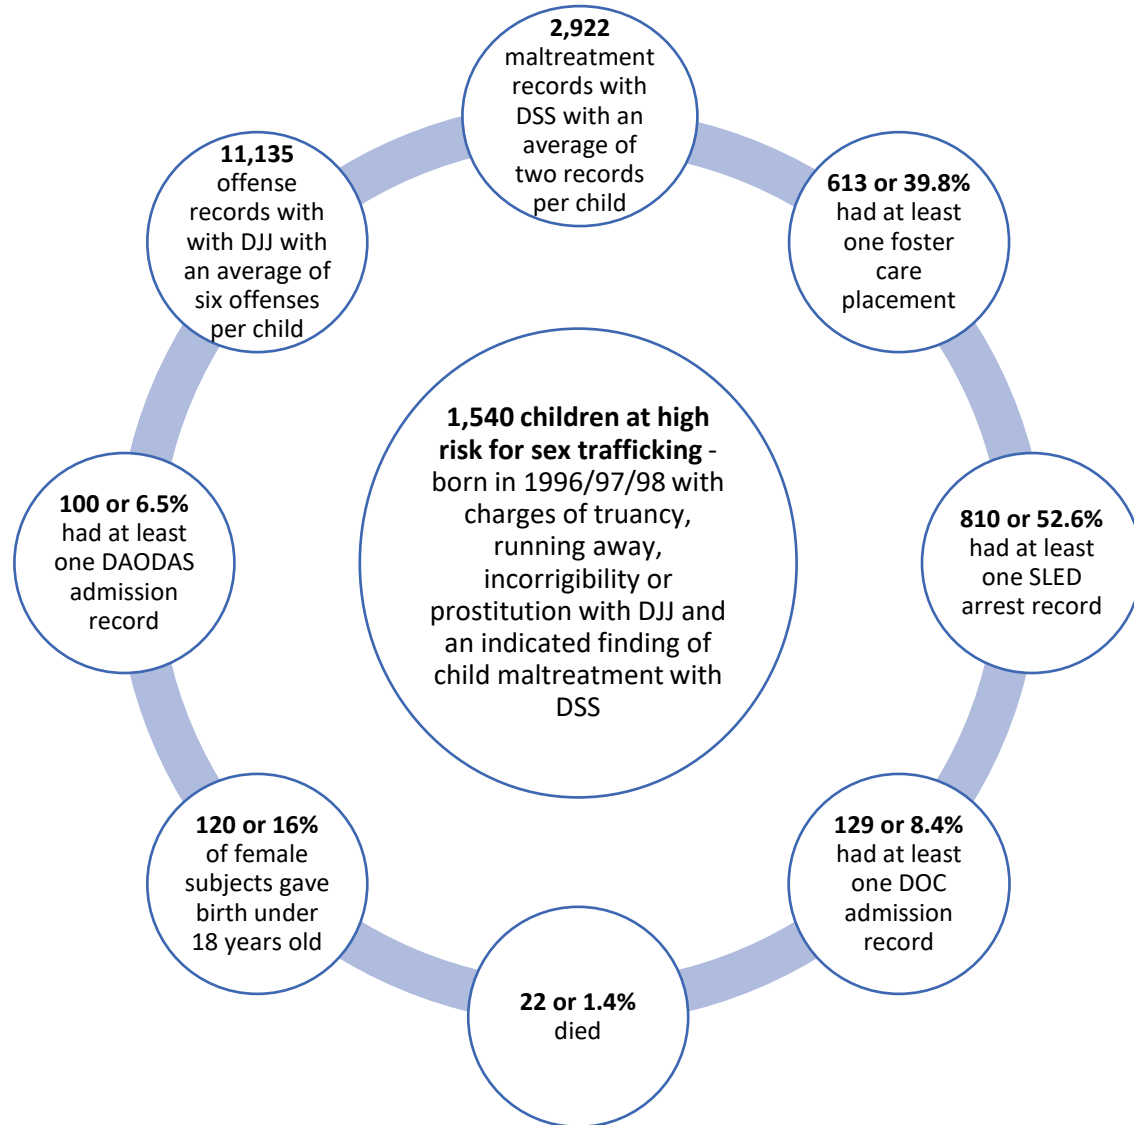 2,922
maltreatment
records with
DSS with an
average of
two records
per child
613 or 39.8%
had at least
one foster
care
placement
810 or 52.6%
had at least
one SLED
arrest record
129 or 8.4%
had at least
one DOC
admission
record
22 or 1.4%
died
120 or 16%
of female
subjects gave
birth under
18 years old
100 or 6.5%
had at least
one DAODAS
admission
record
11,135
offense
records with
with DJJ with
an average of
six offenses
per child
1,540 children at high
risk for sex trafficking -
born in 1996/97/98 with
charges of truancy,
running away,
incorrigibility or
prostitution with DJJ and
an indicated finding of
child maltreatment with
DSS